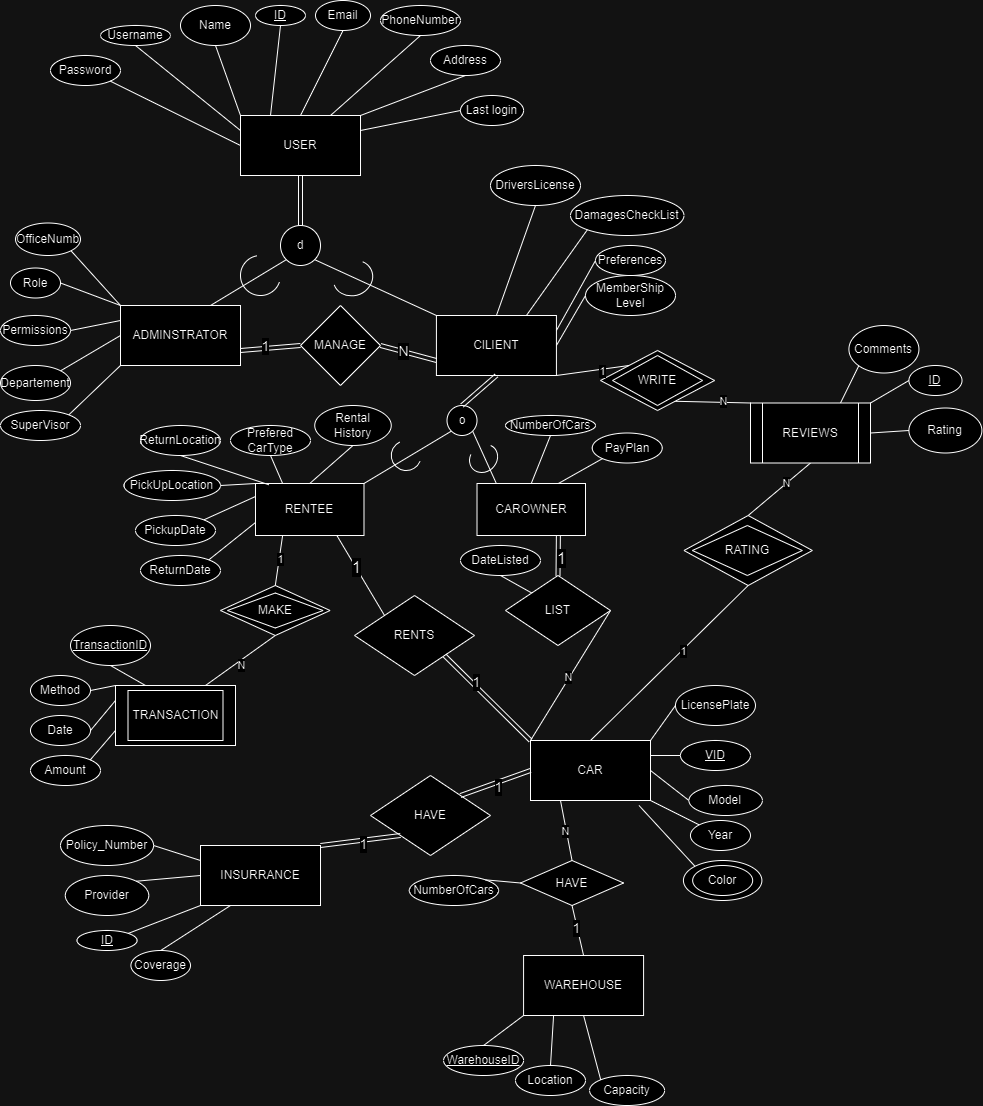 ID
Email
PhoneNumber
Name
Username
Address
Password
Last login
USER
DriversLicense
DamagesCheckList
d
OfficeNumb
Preferences
Role
MemberShip
Level
Permissions
ADMINSTRATOR
1
MANAGE
N
CILIENT
Comments
1
WRITE
ID
Departement
N
SuperVisor
Rental
History
o
NumberOfCars
REVIEWS
Rating
ReturnLocation
Prefered
CarType
PayPlan
PickUpLocation
N
RENTEE
CAROWNER
PickupDate
RATING
1
1
DateListed
1
ReturnDate
MAKE
LIST
RENTS
TransactionID
1
N
N
1
Method
LicensePlate
TRANSACTION
Date
VID
Amount
CAR
1
Model
HAVE
N
Year
1
Policy_Number
INSURRANCE
HAVE
Color
Provider
NumberOfCars
1
ID
Coverage
WAREHOUSE
WarehouseID
Location
Capacity